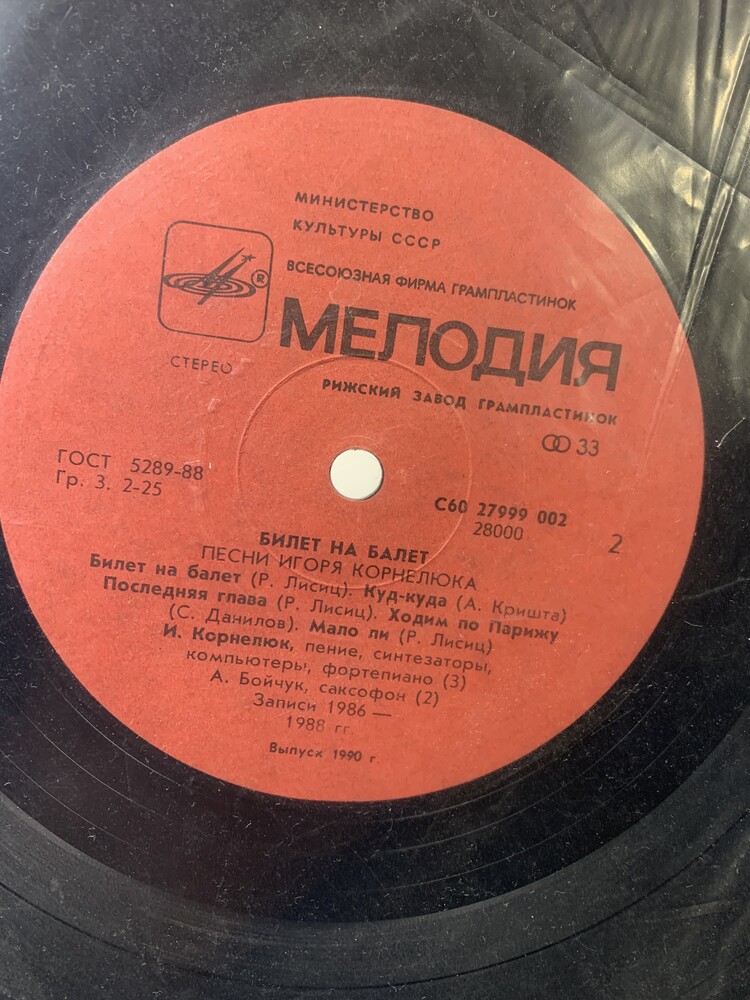 МИНИСТЕРСТВО
КУЛЬТУРЫ СССР
ВСЕСОЮЗНАЯ ФИРМА ГРАМПЛАСТИНОК
®
МЕЛОДИЯ
СТЕРЕО
РИЖСКИЙ ЗАВОД ГРАМПЛАСТИНОК
33
ГОСТ 5289-88
Гр. 3. 2-25
С60 27999 002
28000
2
БИЛЕТ НА БАЛЕТ
ПЕСНИ ИГОРЯ КОРНЕЛЮКА
Билет на балет (Р. Лисиц). Куд-куда (А. Кришта)
Последняя глава (Р. Лисиц). Ходим по Парижу
(С. Данилов). Мало ли (Р. Лисиц)
И. Корнелюк, пение, синтезаторы,
компьютеры, фортепиано (3)
А. Бойчук, саксофон (2)
Записи 1986 —
1988 гг.
Выпуск 1990 г.